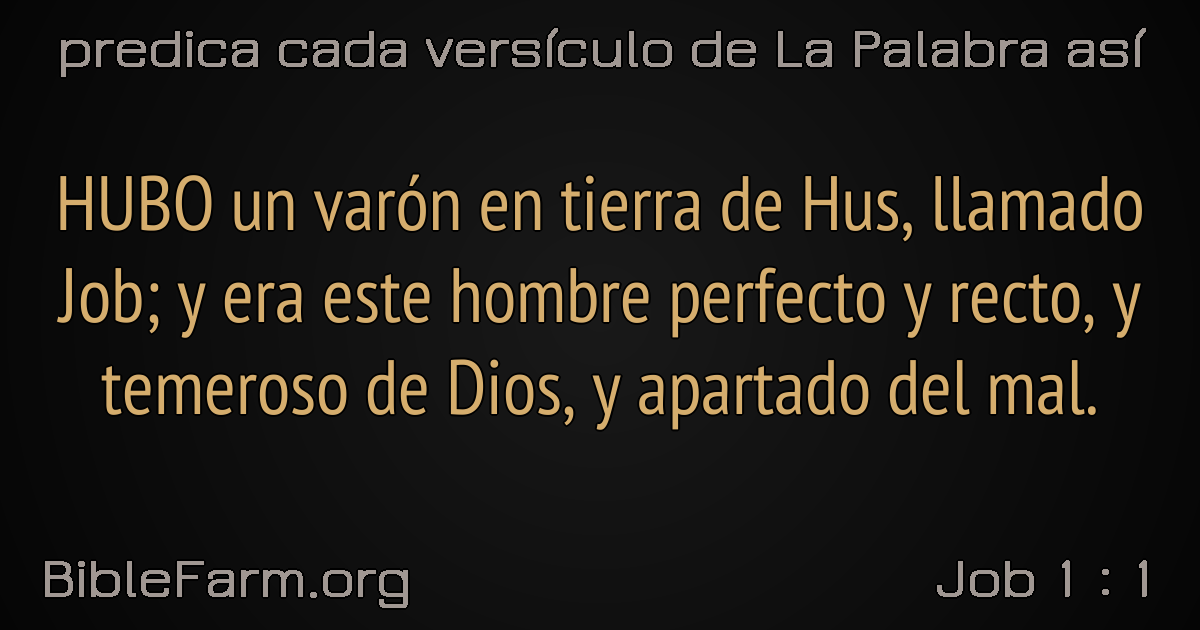 predica cada versículo de La Palabra así
HUBO un varón en tierra de Hus, llamado
Job; y era este hombre perfecto y recto, y
temeroso de Dios, y apartado del mal.
BibleFarm.org
Job 1 : 1